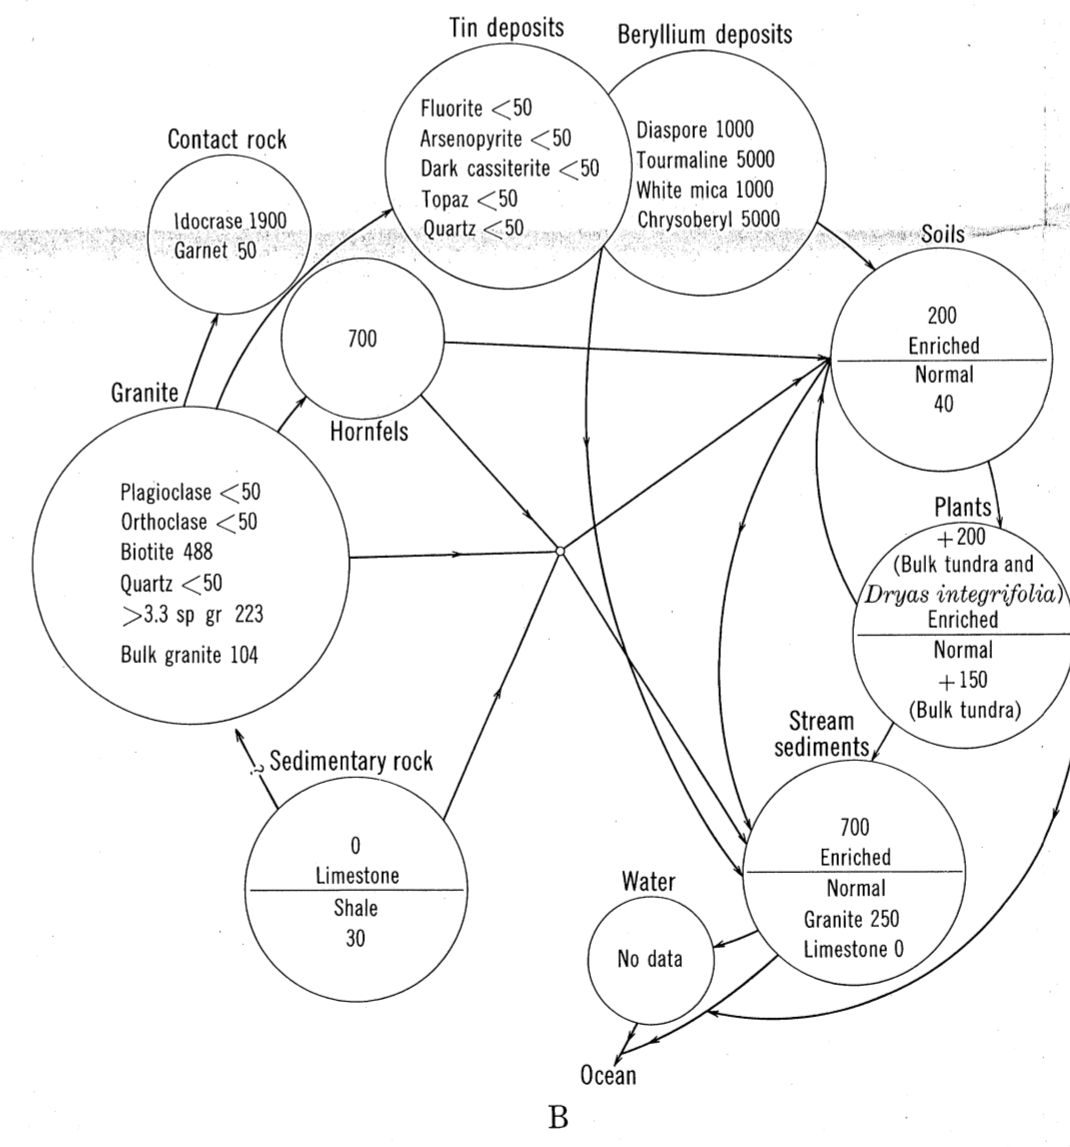 Tin deposits
Fluorite <50
Arsenopyrite <50
Dark cassiterite <50
Topaz <50
Quartz <50
Beryllium deposits
Diaspore 1000
Tourmaline 5000
White mica 1000
Chrysoberyl 5000
Contact rock
Idocrase 1900
Garnet 50
Soils
200
Enriched
Normal
40
700
Hornfels
Granite
Plagioclase <50
Orthoclase <50
Biotite 488
Quartz <50
>3.3 sp gr 223
Bulk granite 104
Plants
+200
(Bulk tundra and
Dryas integrifolia)
Enriched
Normal
+150
(Bulk tundra)
?
Sedimentary rock
0
Limestone
Shale
30
Stream
sediments
700
Enriched
Normal
Granite 250
Limestone 0
Water
No data
Ocean
B